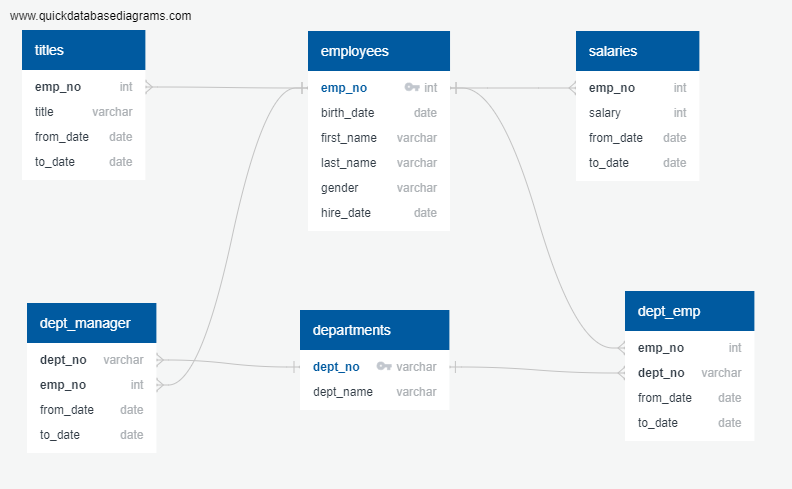 www.quickdatabasediagrams.com
titles
emp_no int
title varchar
from_date date
to_date date
employees
emp_no int
birth_date date
first_name varchar
last_name varchar
gender varchar
hire_date date
salaries
emp_no int
salary int
from_date date
to_date date
dept_manager
dept_no varchar
emp_no int
from_date date
to_date date
departments
dept_no varchar
dept_name varchar
dept_emp
emp_no int
dept_no varchar
from_date date
to_date date